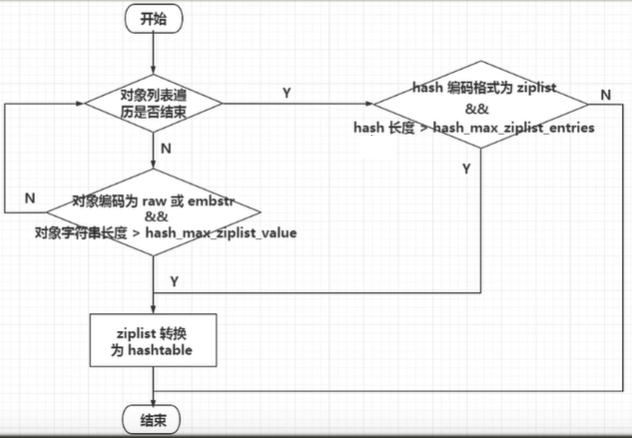 开始
对象列表遍
历是否结束
Y
hash 编码格式为 ziplist
&&
hash 长度 > hash_max_ziplist_entries
N
N
Y
N
对象编码为 raw 或 embstr
&&
对象字符串长度 > hash_max_ziplist_value
Y
ziplist 转换
为 hashtable
结束